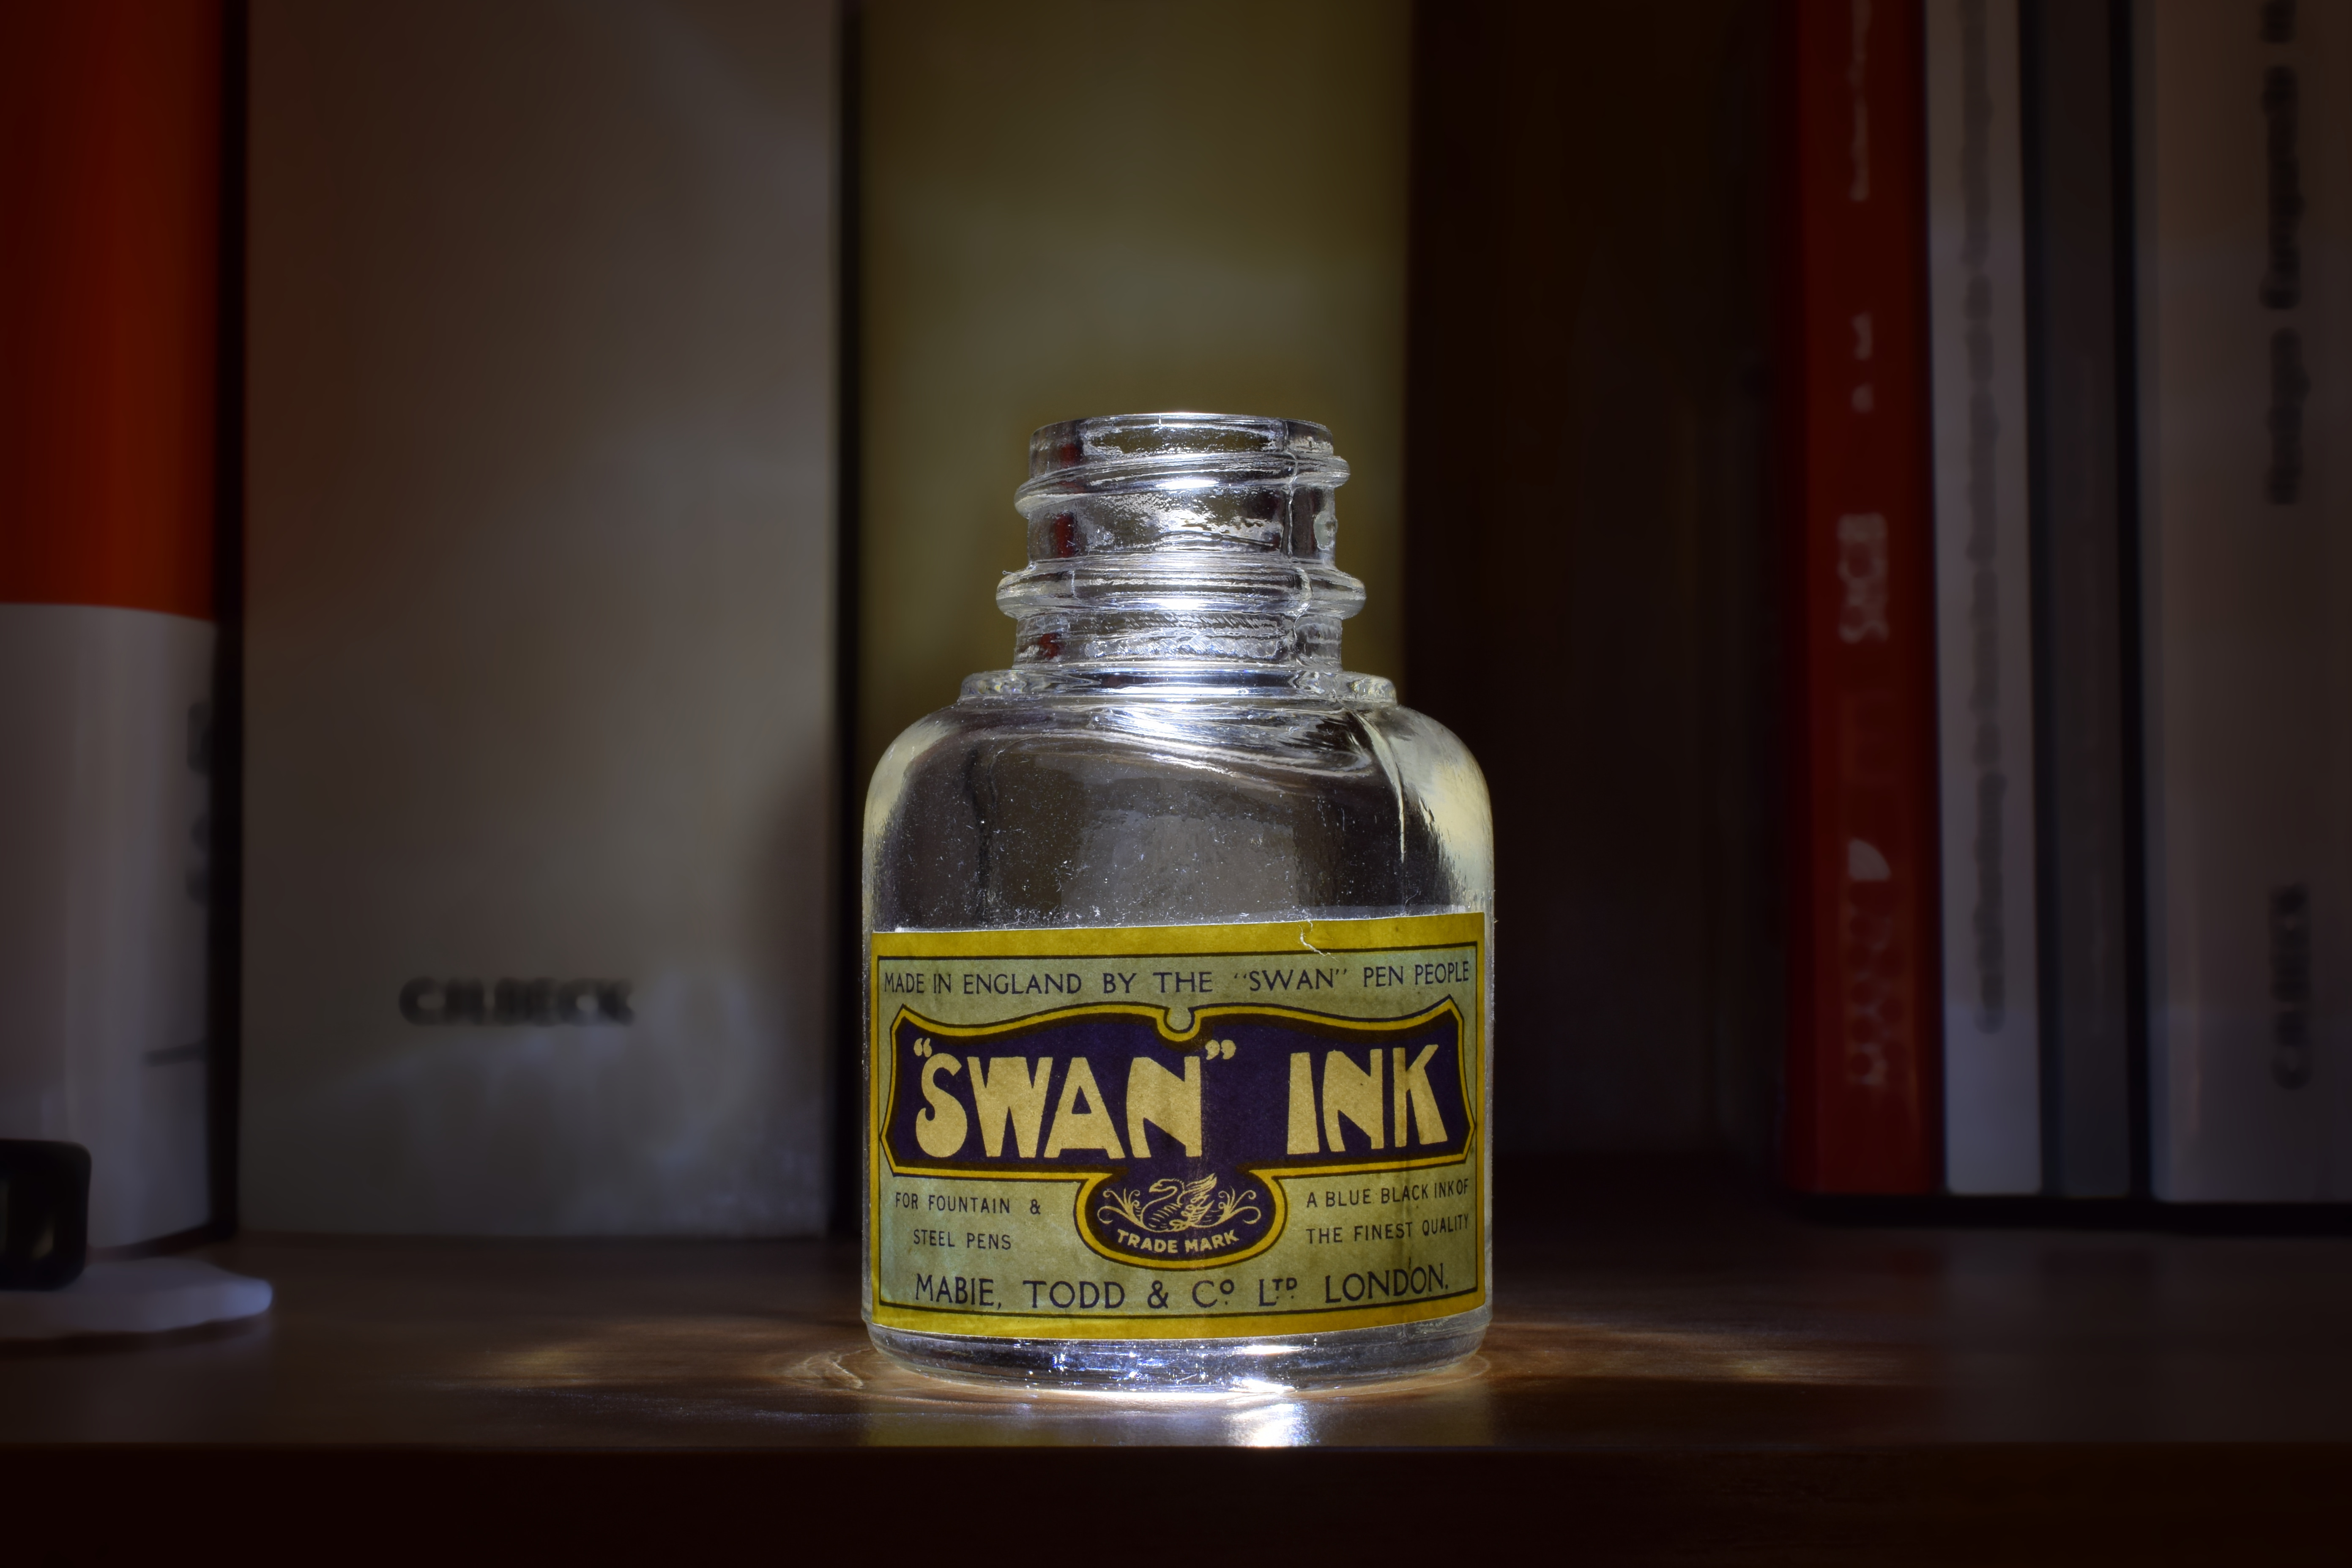 MADE IN ENGLAND BY THE “SWAN” PEN PEOPLE
“SWAN” INK
FOR FOUNTAIN &
STEEL PENS
TRADE MARK
A BLUE BLACK INK OF
THE FINEST QUALITY
MABIE, TODD & Cº LTD LONDON.